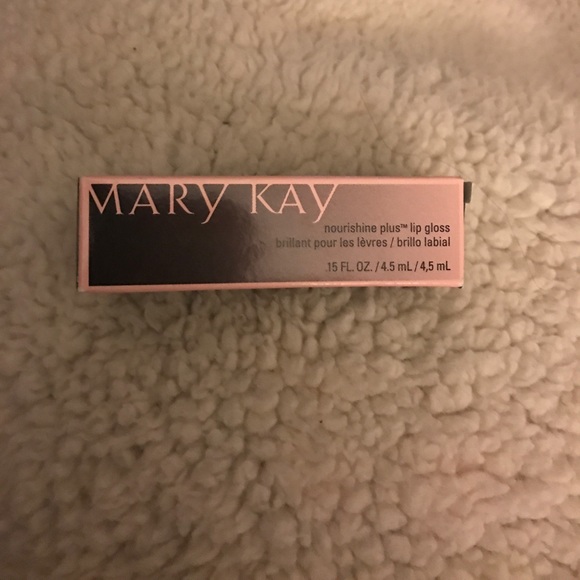 MARY KAY
nourishine plus™ lip gloss
brillant pour les lèvres / brillo labial
.15 FL. OZ. / 4.5 mL / 4,5 mL